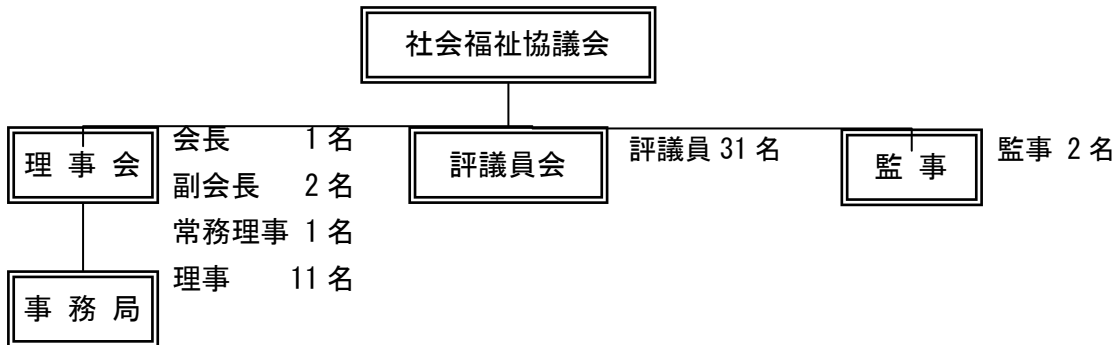 社会福祉協議会
理 事 会
会長 1 名
副会長 2 名
常務理事 1 名
理事 11 名
評議員会
評議員 31 名
監 事
監事 2 名
事 務 局